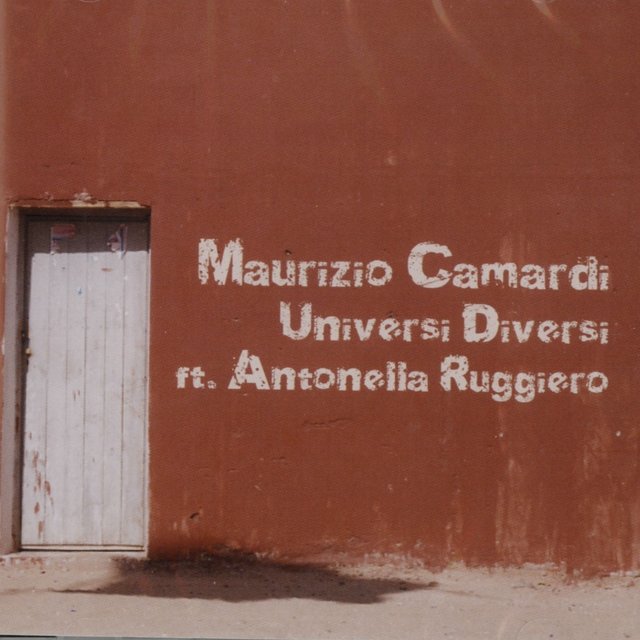 Maurizio Camardi
Universi Diversi
ft. Antonella Ruggiero